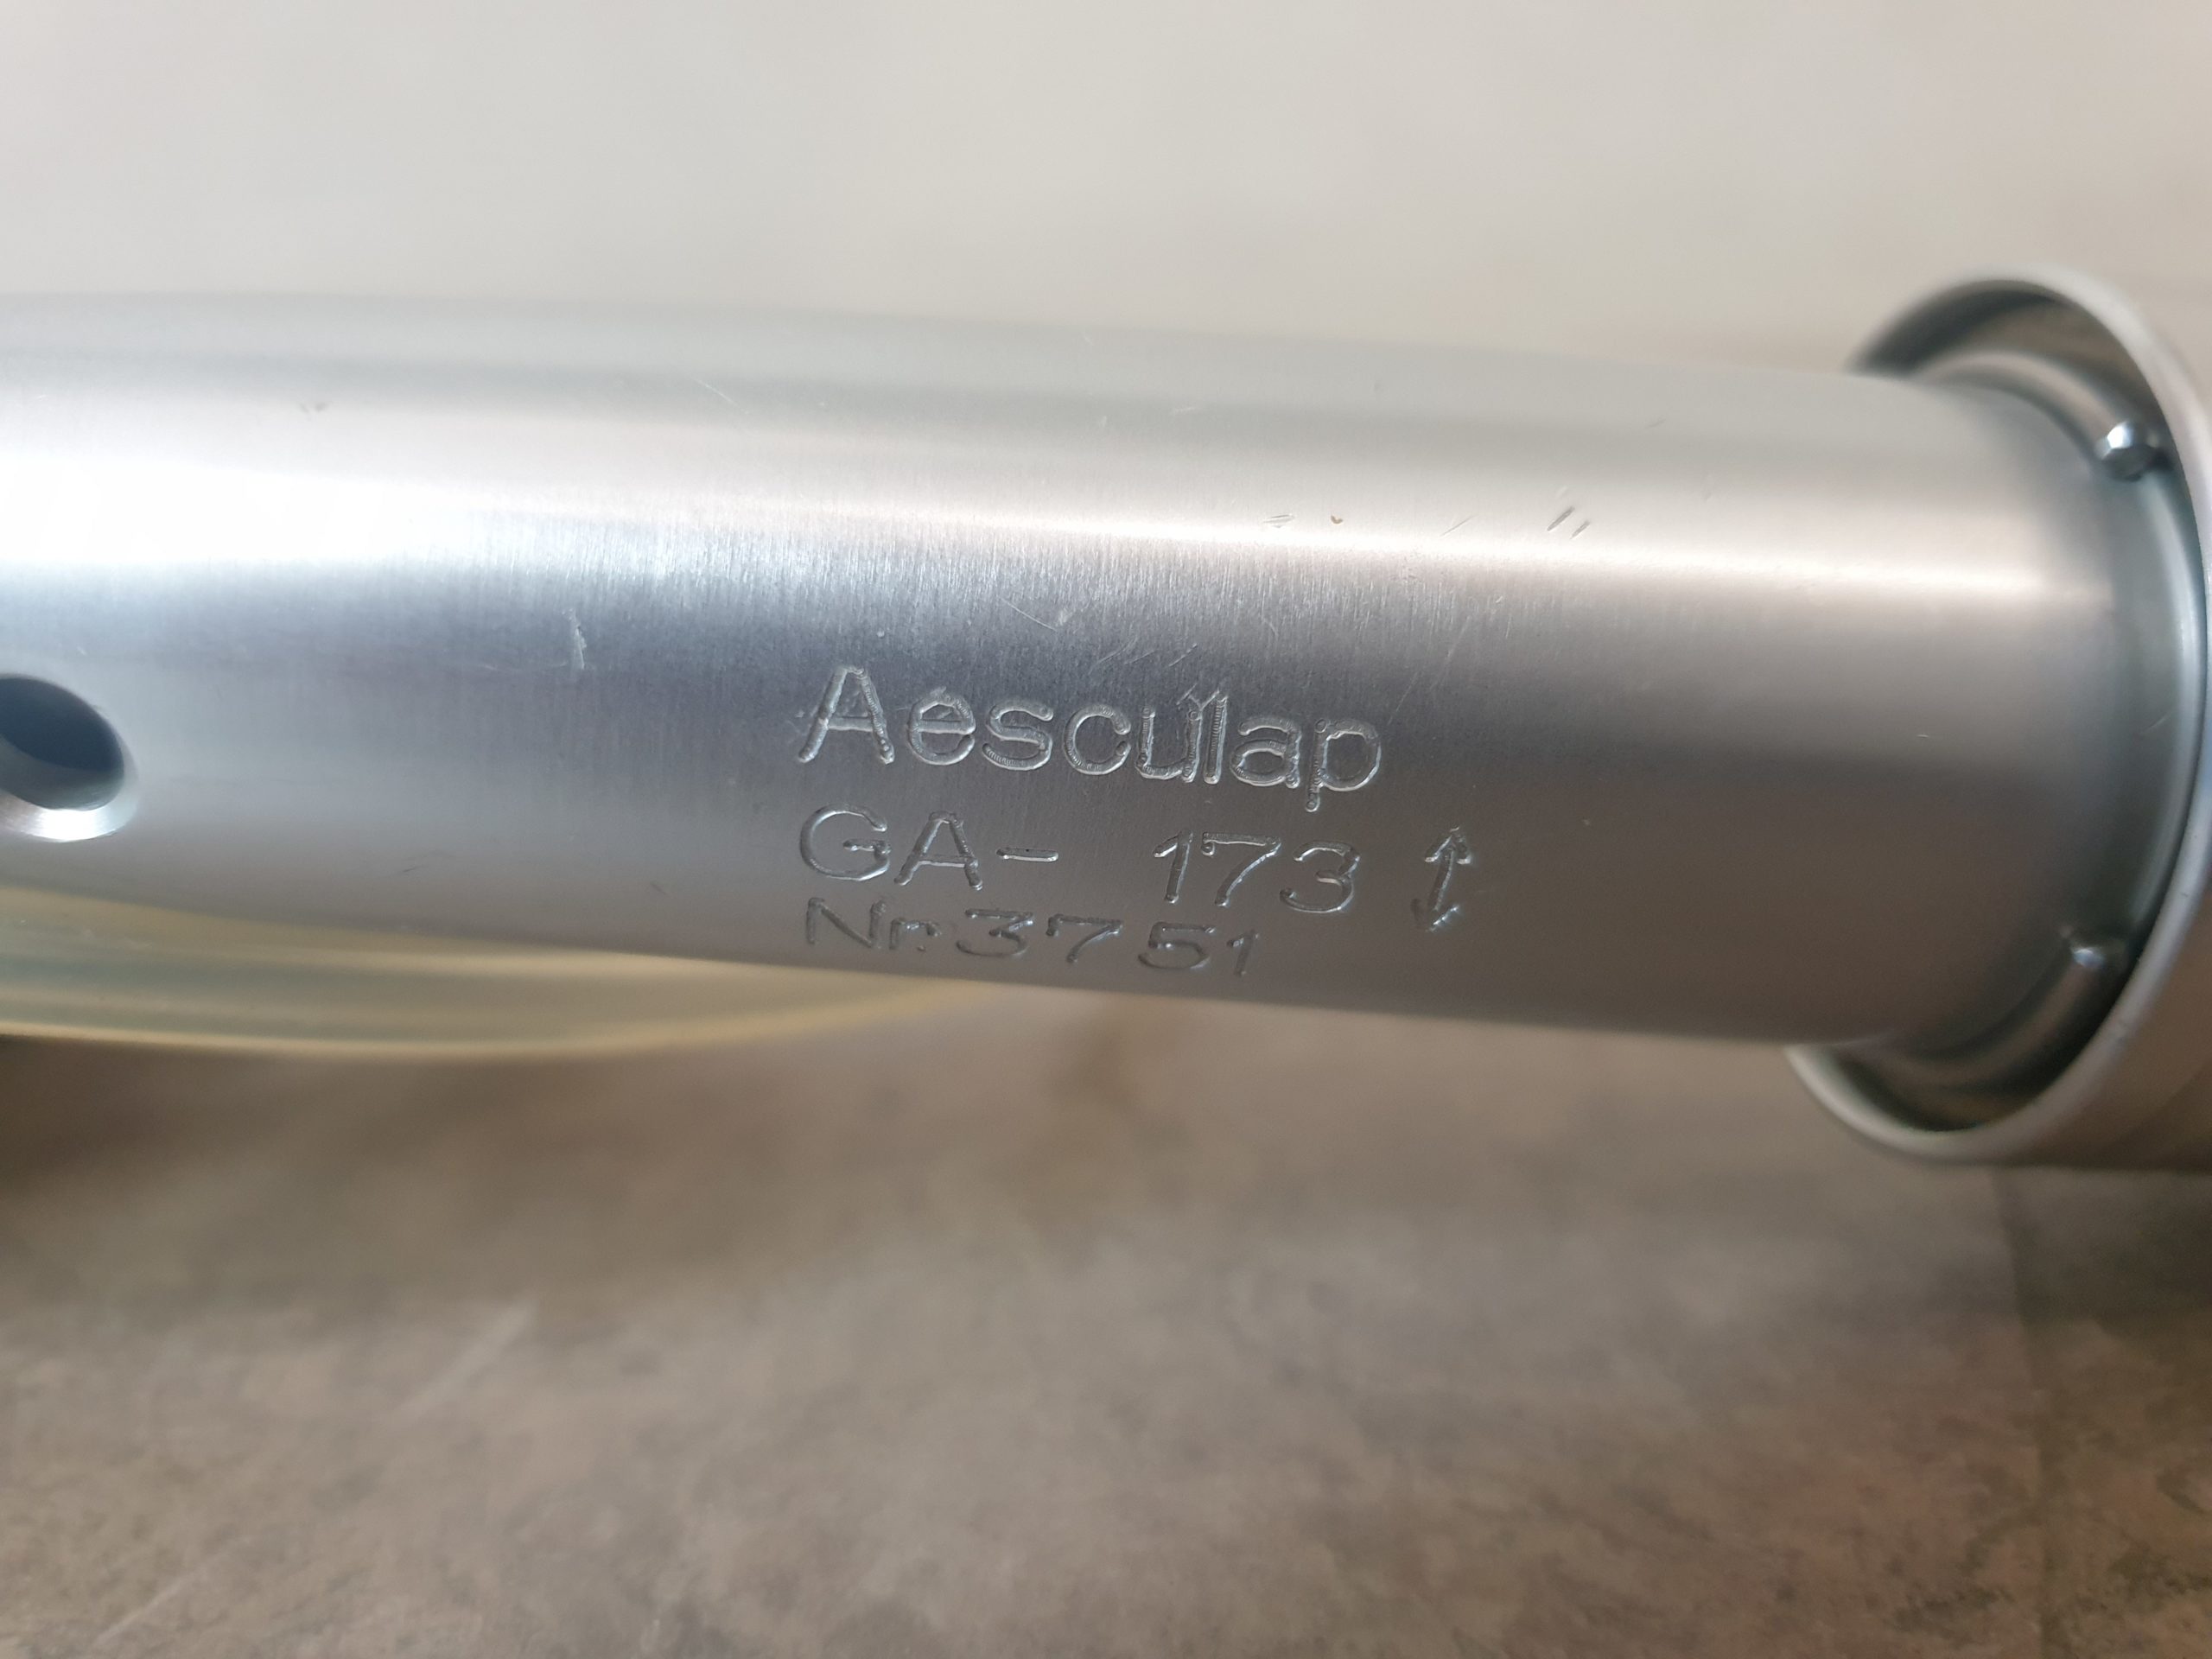 Aesculap
GA- 173 ↕
Nr.3751